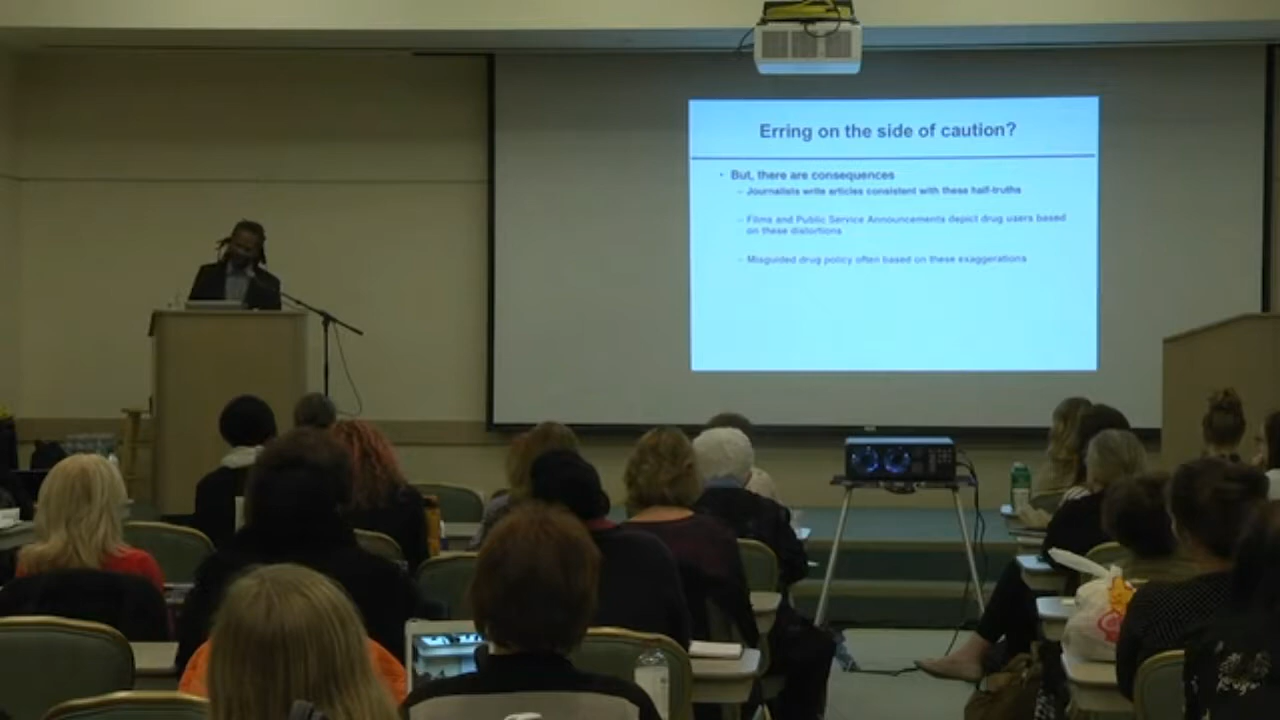 Erring on the side of caution?
• But, there are consequences
– Journalists write articles consistent with these half-truths
– Films and Public Service Announcements depict drug users based
on these distortions
– Misguided drug policy often based on these exaggerations